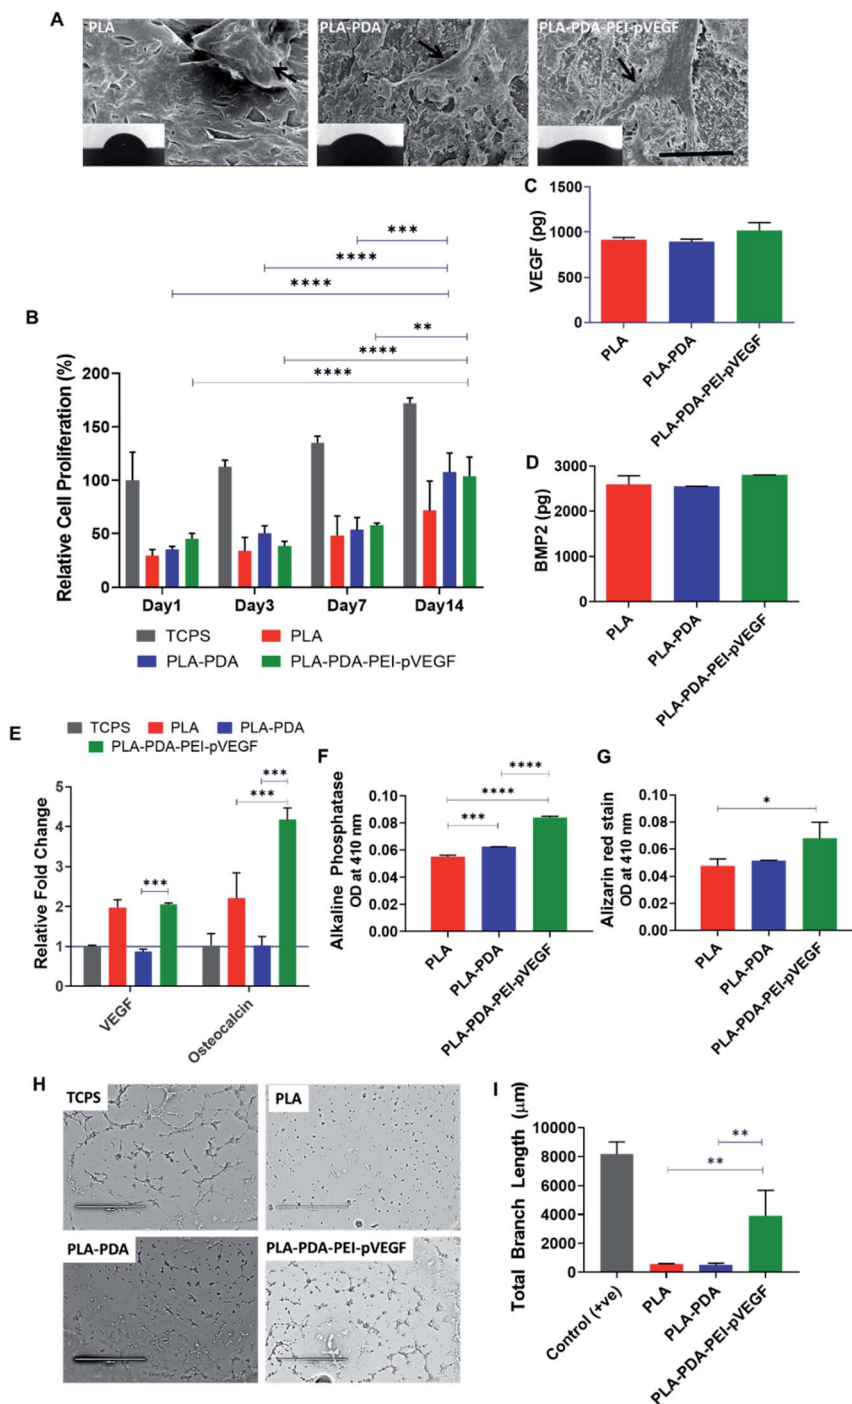 A
PLA
PLA-PDA
PLA-PDA-PEI-pVEGF
C
VEGF (pg)
1500
1000
500
0
PLA
PLA-PDA
PLA-PDA-PEI-pVEGF
B
***
****
****
**
****
****
Relative Cell Proliferation (%)
200
150
100
50
0
Day1
Day3
Day7
Day14
TCPS
PLA
PLA-PDA
PLA-PDA-PEI-pVEGF
D
BMP2 (pg)
3000
2000
1000
0
PLA
PLA-PDA
PLA-PDA-PEI-pVEGF
E
TCPS
PLA
PLA-PDA
PLA-PDA-PEI-pVEGF
Relative Fold Change
5
4
3
2
1
0
***
***
***
VEGF
Osteocalcin
F
Alkaline Phosphatase
OD at 410 nm
0.10
0.08
0.06
0.04
0.02
0.00
****
****
***
PLA
PLA-PDA
PLA-PDA-PEI-pVEGF
G
Alizarin red stain
OD at 410 nm
0.10
0.08
0.06
0.04
0.02
0.00
*
PLA
PLA-PDA
PLA-PDA-PEI-pVEGF
H
TCPS
PLA
PLA-PDA
PLA-PDA-PEI-pVEGF
I
Total Branch Length (μm)
10000
8000
6000
4000
2000
0
**
**
Control (+ve)
PLA
PLA-PDA
PLA-PDA-PEI-pVEGF